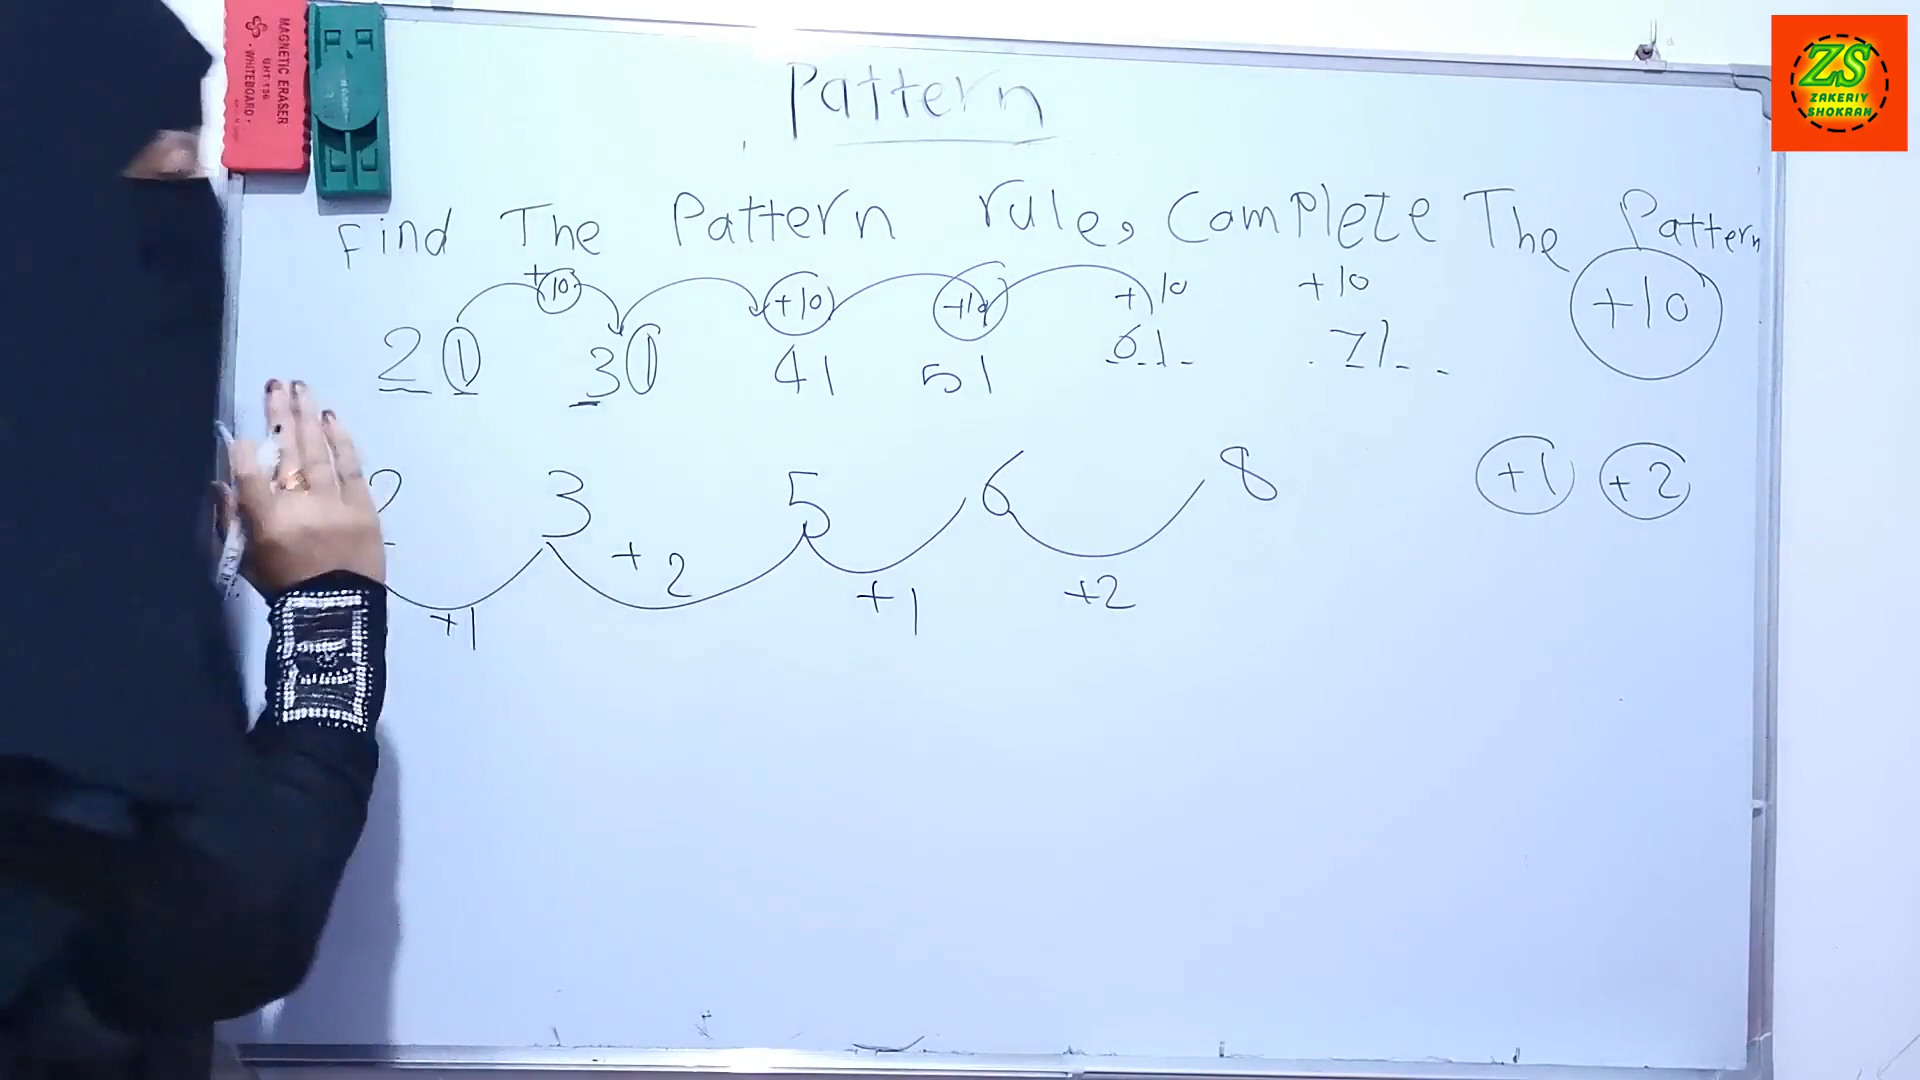 MAGNETIC ERASER
WHITEBOARD
ZS
ZAKERIY
SHOKRAN
Pattern
Find The Pattern rule, Complete The Pattern
+10 +10 +10 +10 +10 +10
21 31 41 51 61 71
2 3 5 6 8 +1 +2
+1 +2 +1 +2